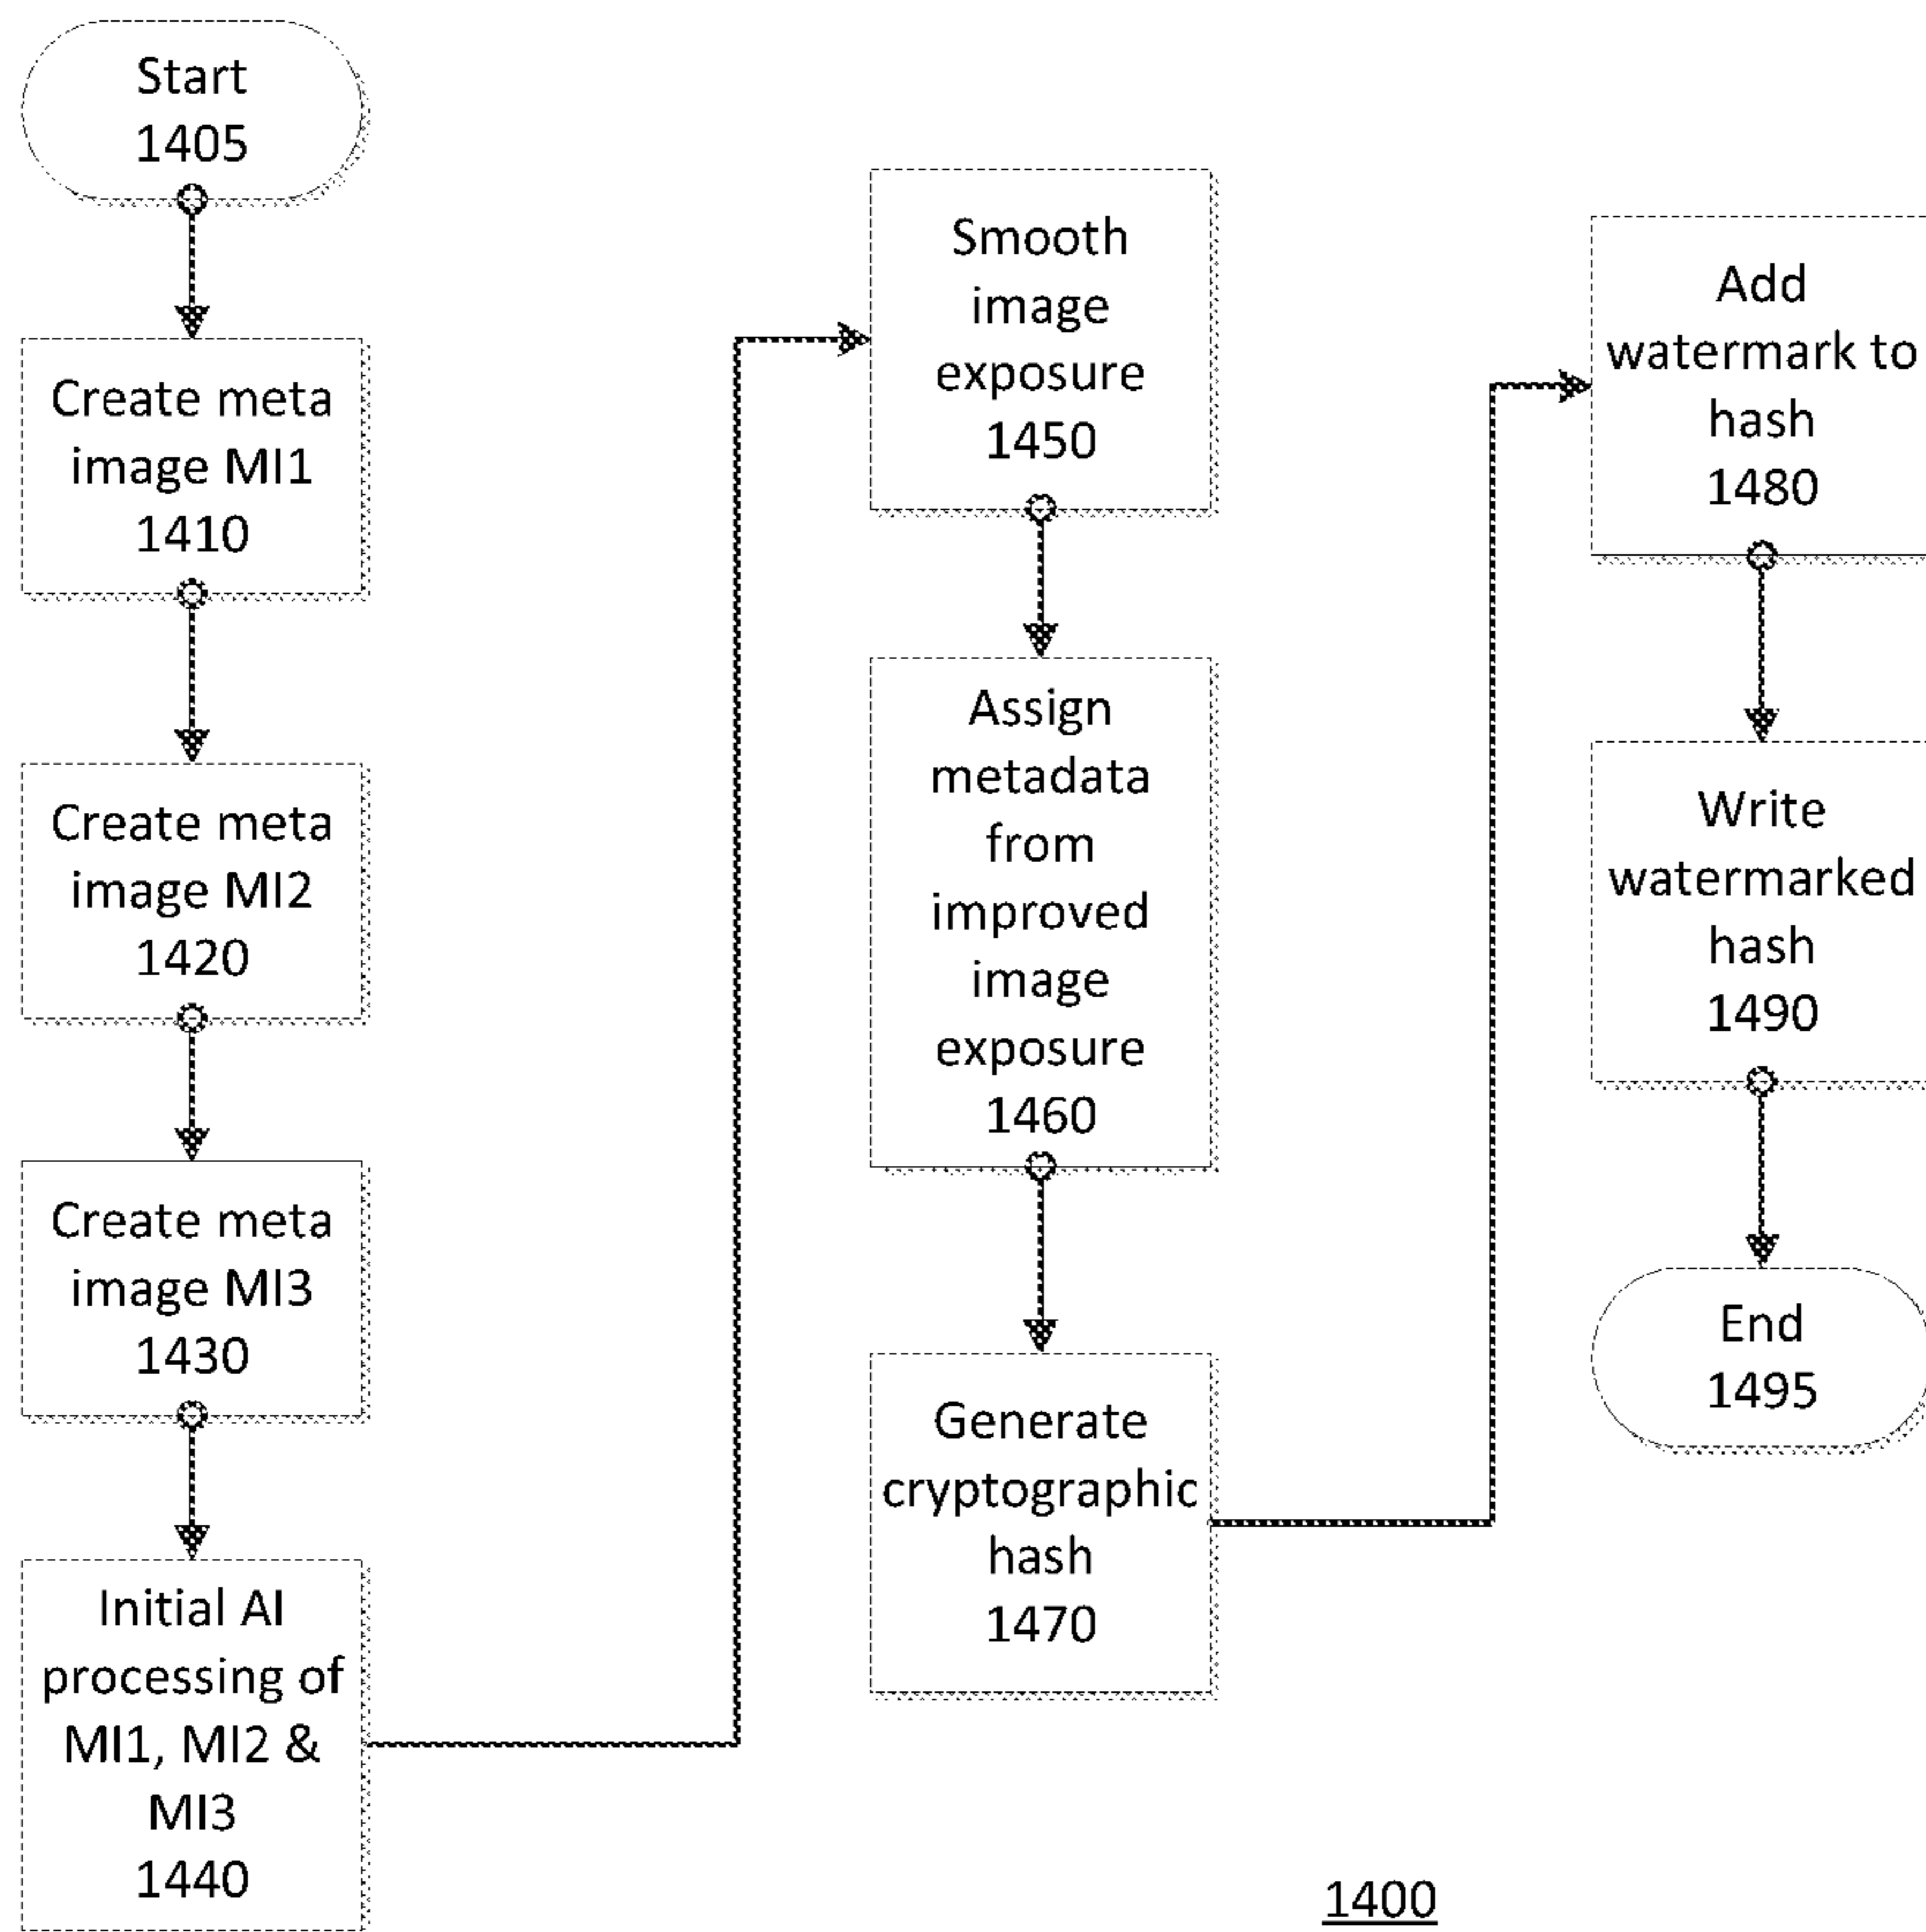 Start
1405
Create meta
image MI1
1410
Create meta
image MI2
1420
Create meta
image MI3
1430
Initial AI
processing of
MI1, MI2 &
MI3
1440
Smooth
image
exposure
1450
Assign
metadata
from
improved
image
exposure
1460
Generate
cryptographic
hash
1470
Add
watermark to
hash
1480
Write
watermarked
hash
1490
End
1495
1400